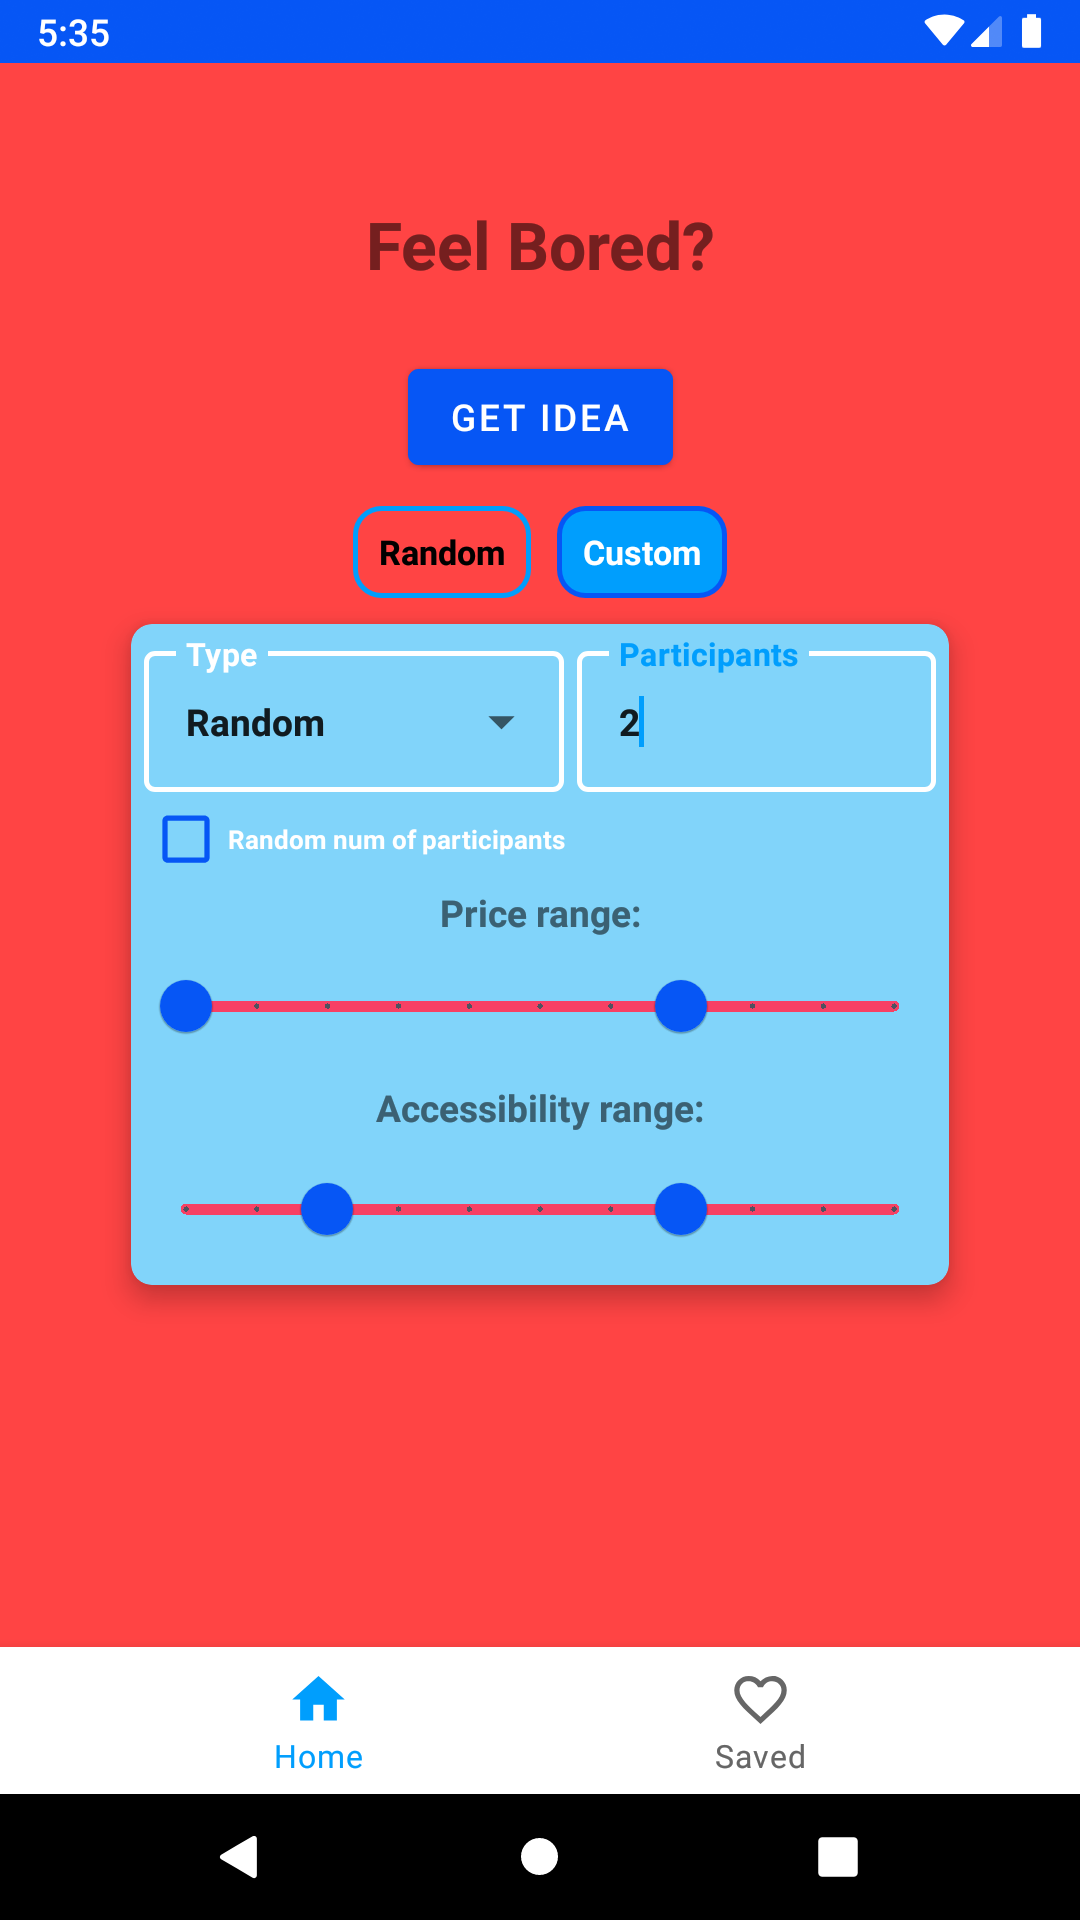 5:35
Feel Bored?
GET IDEA
Random Custom
Type Participants
Random 2
Random num of participants
Price range:
Accessibility range:
Home Saved